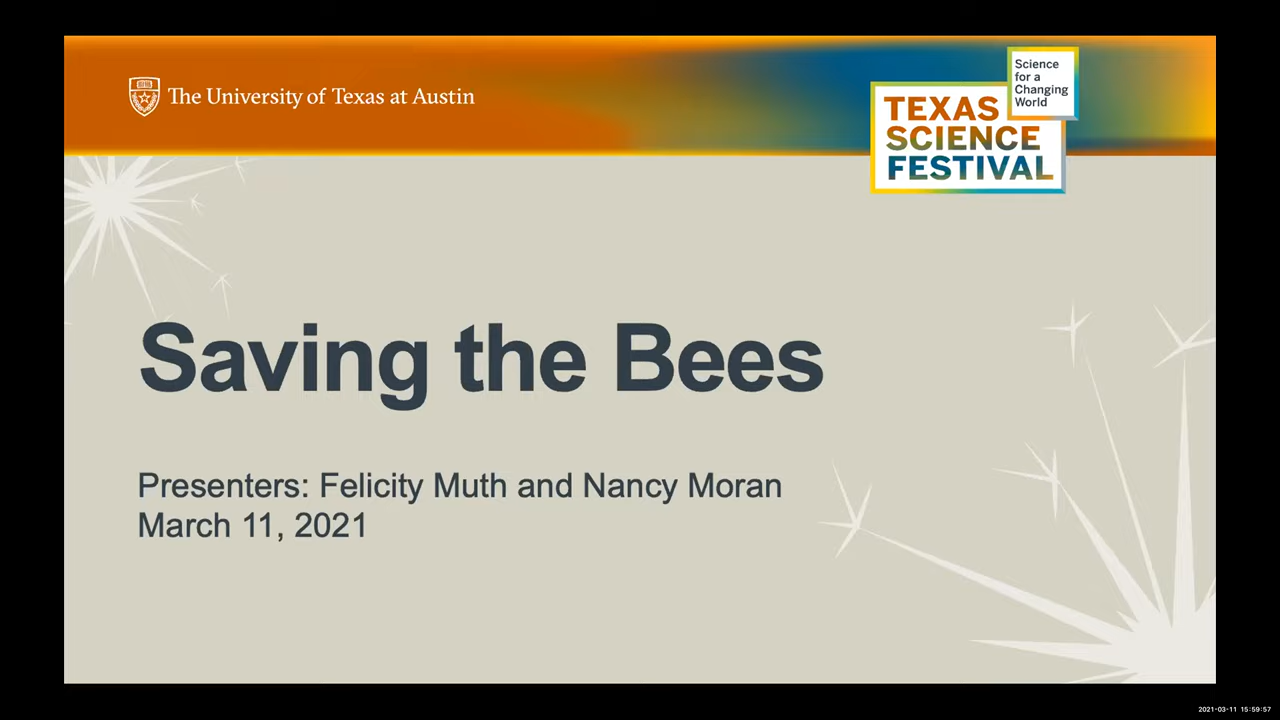 The University of Texas at Austin
Science
for a
Changing
World
TEXAS
SCIENCE
FESTIVAL
Saving the Bees
Presenters: Felicity Muth and Nancy Moran
March 11, 2021
2021-03-11 15:59:57